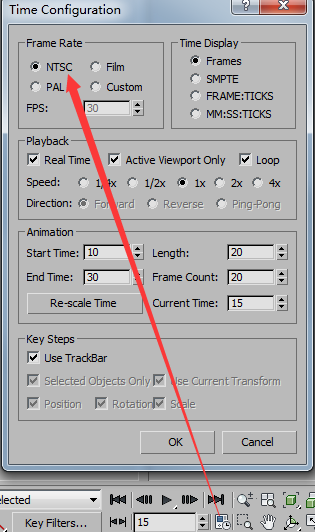 Time Configuration
Frame Rate
NTSC Film
PAL Custom
FPS: 30
Time Display
Frames
SMPTE
FRAME:TICKS
MM:SS:TICKS
Playback
Real Time Active Viewport Only Loop
Speed: 1/4x 1/2x 1x 2x 4x
Direction: Forward Reverse Ping-Pong
Animation
Start Time: 10 Length: 20
End Time: 30 Frame Count: 20
Re-scale Time Current Time: 15
Key Steps
Use TrackBar
Selected Objects Only Use Current Transform
Position Rotation Scale
OK Cancel
elected
Key Filters... 15